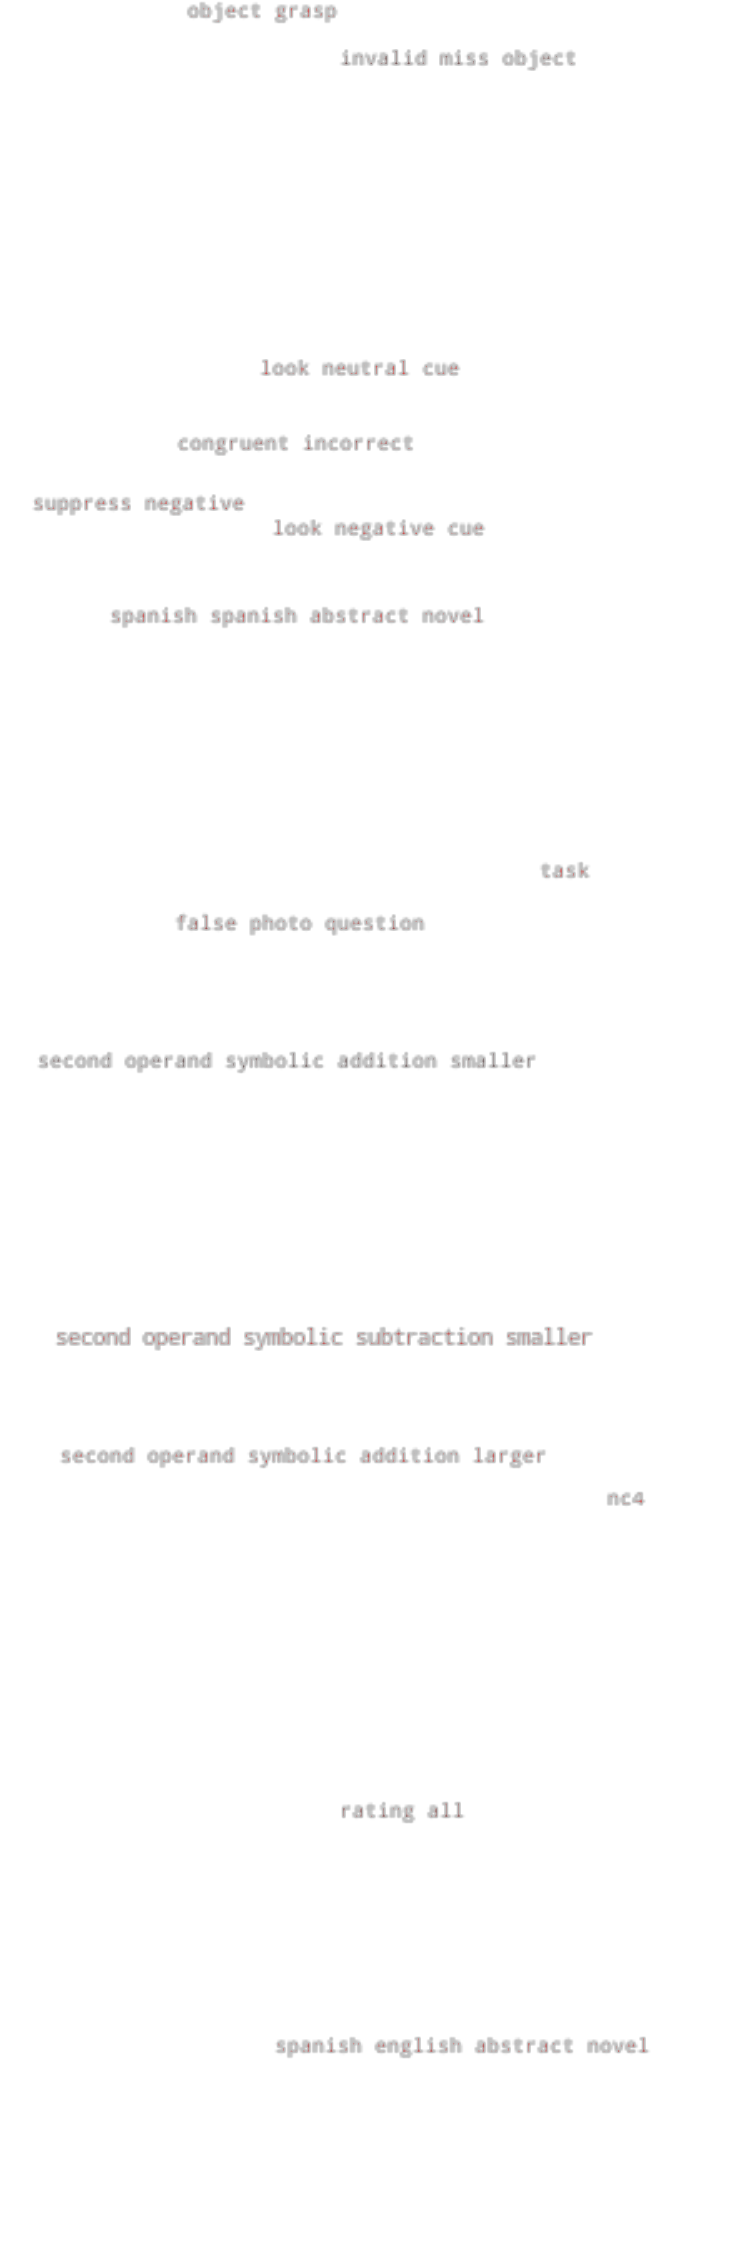 object grasp
invalid miss object
look neutral cue
congruent incorrect
suppress negative
look negative cue
spanish spanish abstract novel
task
false photo question
second operand symbolic addition smaller
second operand symbolic subtraction smaller
second operand symbolic addition larger
nc4
rating all
spanish english abstract novel